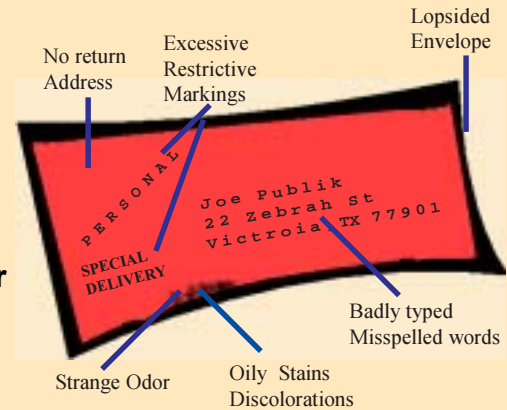 No return
Address
Excessive
Restrictive
Markings
Lopsided
Envelope
PERSONAL
Joe Publik
22 Zebrah St
Victroia, TX 77901
SPECIAL
DELIVERY
r
Badly typed
Misspelled words
Strange Odor
Oily Stains
Discolorations